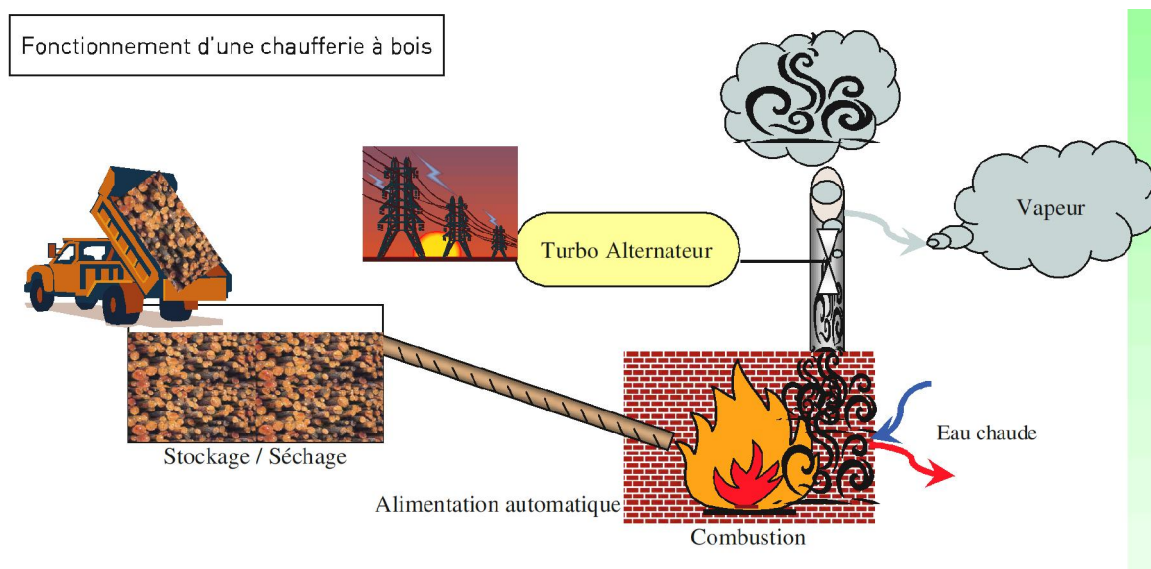 Fonctionnement d'une chaufferie à bois
Vapeur
Turbo Alternateur
Eau chaude
Stockage / Séchage
Alimentation automatique
Combustion